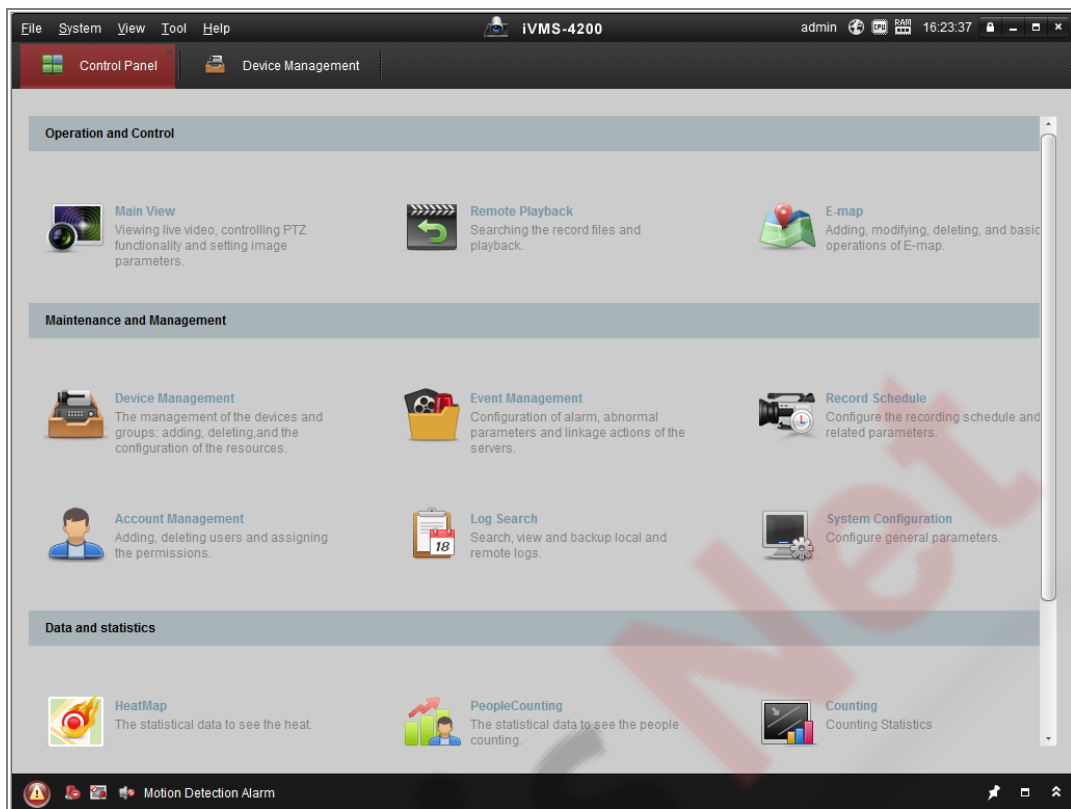 File System View Tool Help iVMS-4200 admin CPU RAM 16:23:37
Control Panel Device Management
Operation and Control
Main View
Viewing live video, controlling PTZ
functionality and setting image
parameters.
Remote Playback
Searching the record files and
playback.
E-map
Adding, modifying, deleting, and basic
operations of E-map.
Maintenance and Management
Device Management
The management of the devices and
groups: adding, deleting,and the
configuration of the resources.
Event Management
Configuration of alarm, abnormal
parameters and linkage actions of the
servers.
Record Schedule
Configure the recording schedule and
related parameters.
Account Management
Adding, deleting users and assigning
the permissions.
18
Log Search
Search, view and backup local and
remote logs.
System Configuration
Configure general parameters.
Data and statistics
HeatMap
The statistical data to see the heat.
PeopleCounting
The statistical data to see the people
counting.
Counting
Counting Statistics
Motion Detection Alarm
Net